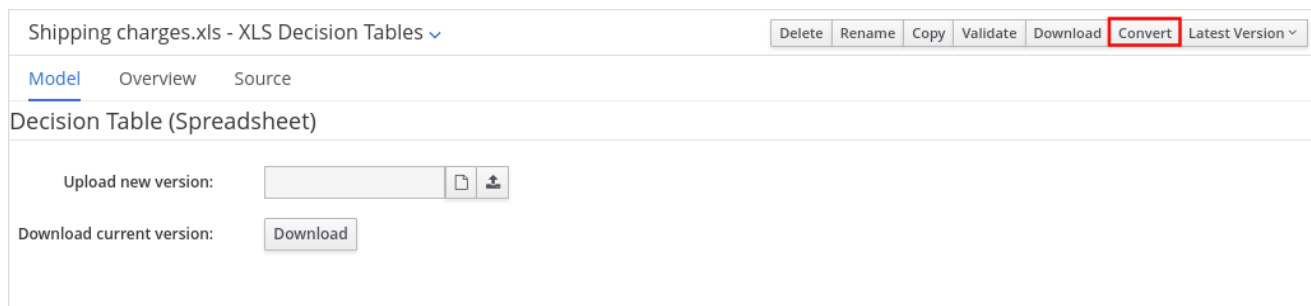 Shipping charges.xls - XLS Decision Tables
Delete Rename Copy Validate Download Convert Latest Version
Model Overview Source
Decision Table (Spreadsheet)
Upload new version:
Download current version: Download